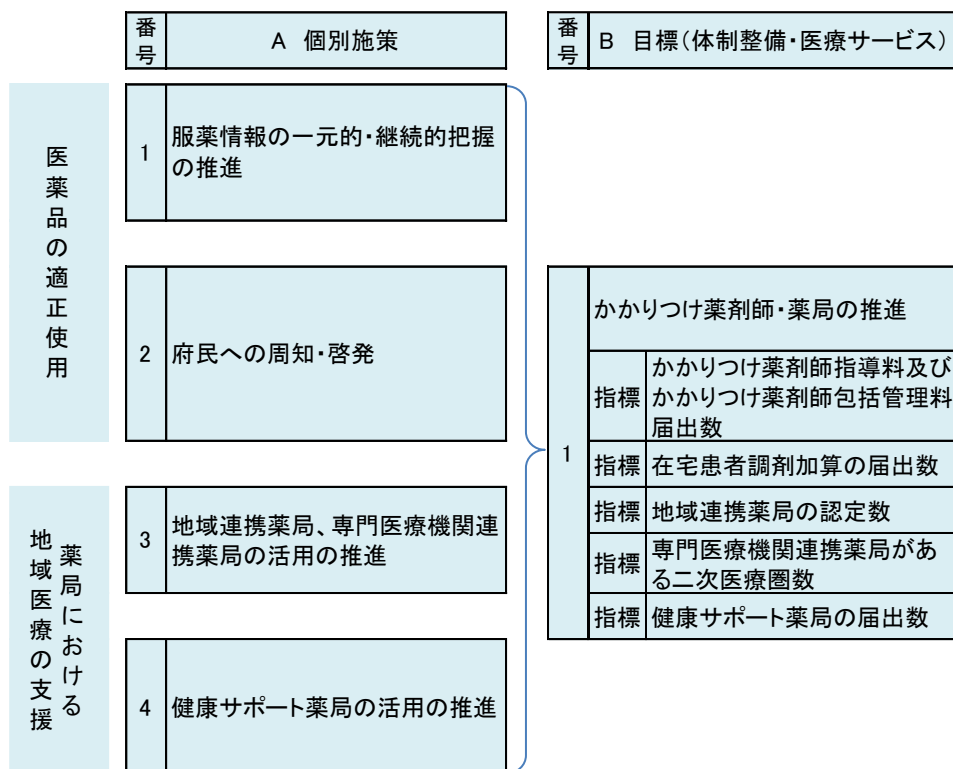 番号
A 個別施策
番号
B 目標（体制整備・医療サービス）
医薬品の適正使用
1
服薬情報の一元的・継続的把握
の推進
2
府民への周知・啓発
薬局における
地域医療の支援
3
地域連携薬局、専門医療機関連
携薬局の活用の推進
4
健康サポート薬局の活用の推進
1
かかりつけ薬剤師・薬局の推進
指標
かかりつけ薬剤師指導料及び
かかりつけ薬剤師包括管理料
届出数
指標
在宅患者調剤加算の届出数
指標
地域連携薬局の認定数
指標
専門医療機関連携薬局があ
る二次医療圏数
指標
健康サポート薬局の届出数